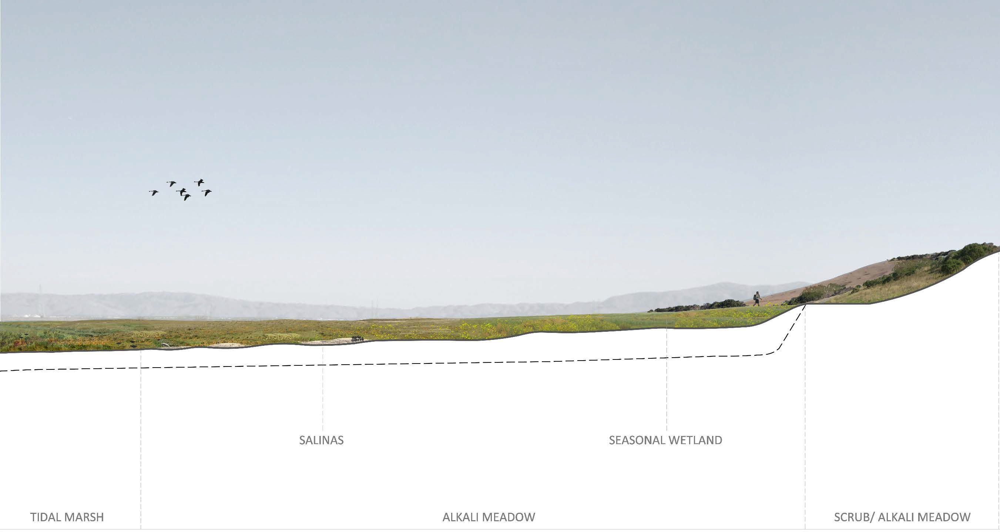 SALINAS
SEASONAL WETLAND
TIDAL MARSH
ALKALI MEADOW
SCRUB/ ALKALI MEADOW